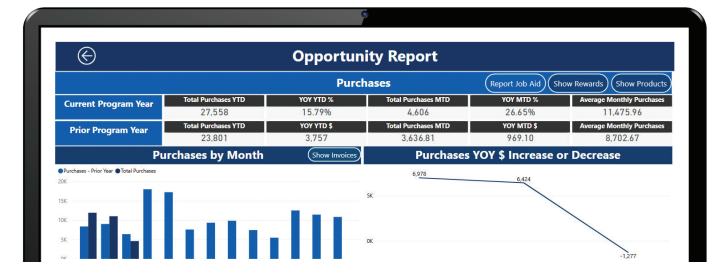 Opportunity Report
Purchases
Report Job Aid
Show Rewards
Show Products
Current Program Year
Total Purchases YTD YOY YTD % Total Purchases MTD YOY MTD % Average Monthly Purchases
27,558 15.79% 4,606 26.65% 11,475.96
Prior Program Year
Total Purchases YTD YOY YTD $ Total Purchases MTD YOY MTD $ Average Monthly Purchases
23,801 3,757 3,636.81 969.10 8,702.67
Purchases by Month
Show Invoices
Purchases YOY $ Increase or Decrease
Purchases - Prior Year Total Purchases
20K
15K
10K
5K
0K
6,978
6,424
5K
0K
-1,277